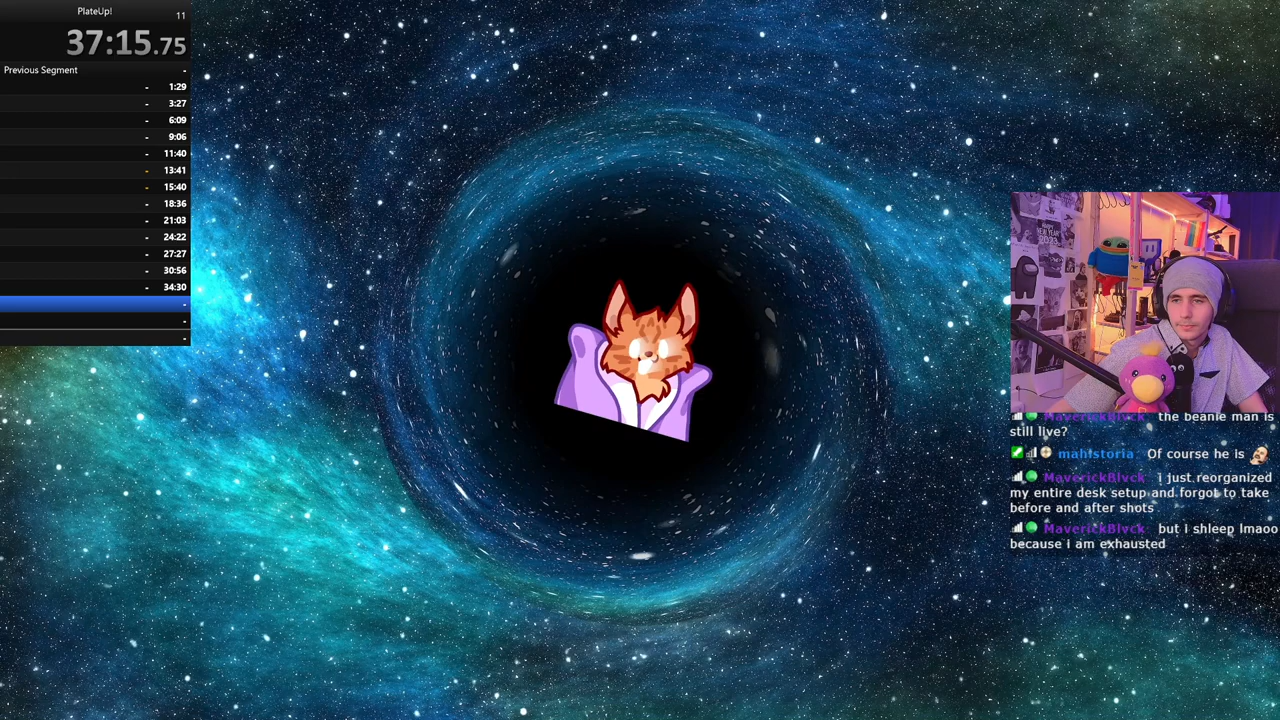 PlateUp!
11
37:15.75
Previous Segment -
- 1:29
- 3:27
- 6:09
- 9:06
- 11:40
- 13:41
- 15:40
- 18:36
- 21:03
- 24:22
- 27:27
- 30:56
- 34:30
-
-
-
MaverickBlvck the beanie man is
still live?
mahistoria: Of course he is
MaverickBlvck i just reorganized
my entire desk setup and forgot to take
before and after shots
MaverickBlvck but i shleep lmaoo
because i am exhausted